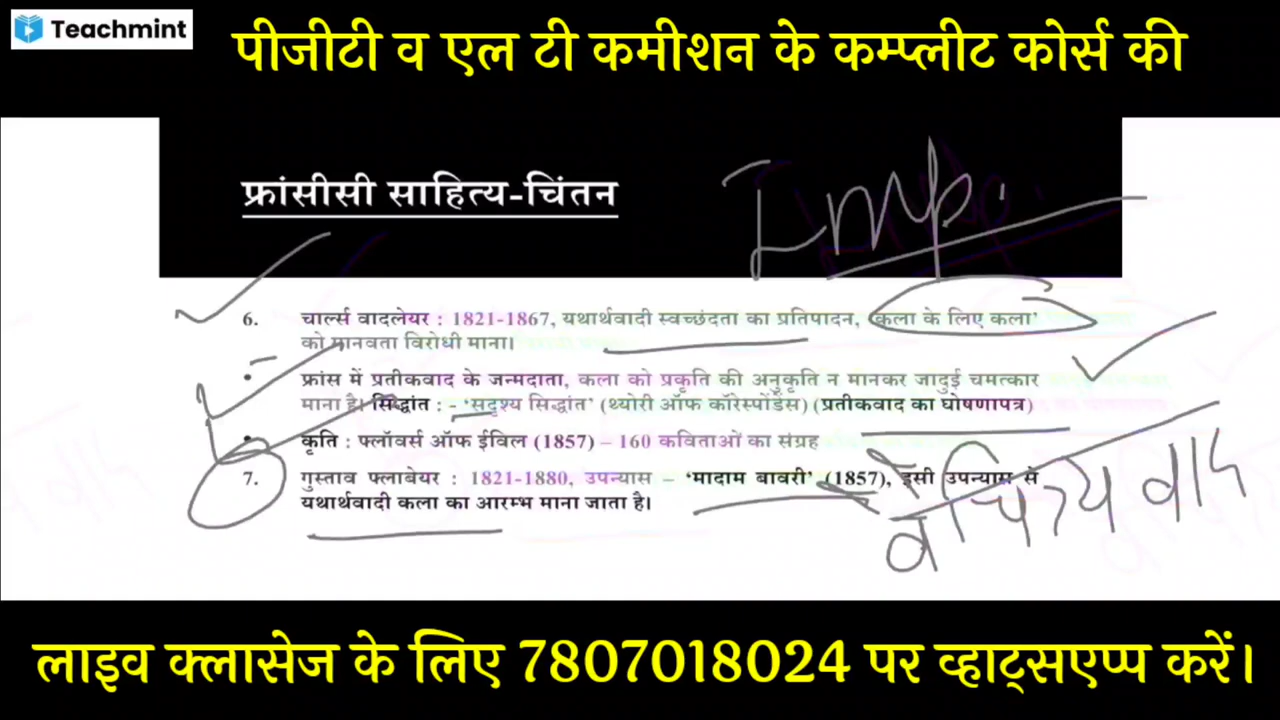 Teachmint
पीजीटी व एल टी कमीशन के कम्प्लीट कोर्स की
फ्रांसीसी साहित्य-चिंतन
Imp.
6. चार्ल्स वादलेयर : 1821-1867, यथार्थवादी स्वच्छंदता का प्रतिपादन, 'कला के लिए कला'
को मानवता विरोधी माना।
• फ्रांस में प्रतीकवाद के जन्मदाता, कला को प्रकृति की अनुकृति न मानकर जादुई चमत्कार
माना है। सिद्धांत : - 'सदृश्य सिद्धांत' (थ्योरी ऑफ कॉरेस्पोंडेंस) (प्रतीकवाद का घोषणापत्र)
• कृति : फ्लॉवर्स ऑफ ईविल (1857) – 160 कविताओं का संग्रह
7. गुस्ताव फ्लाबेयर : 1821-1880, उपन्यास – 'मादाम बावरी' (1857), इसी उपन्यास से
यथार्थवादी कला का आरम्भ माना जाता है।
वैचित्र्य वाद
लाइव क्लासेज के लिए 7807018024 पर व्हाट्सएप्प करें।